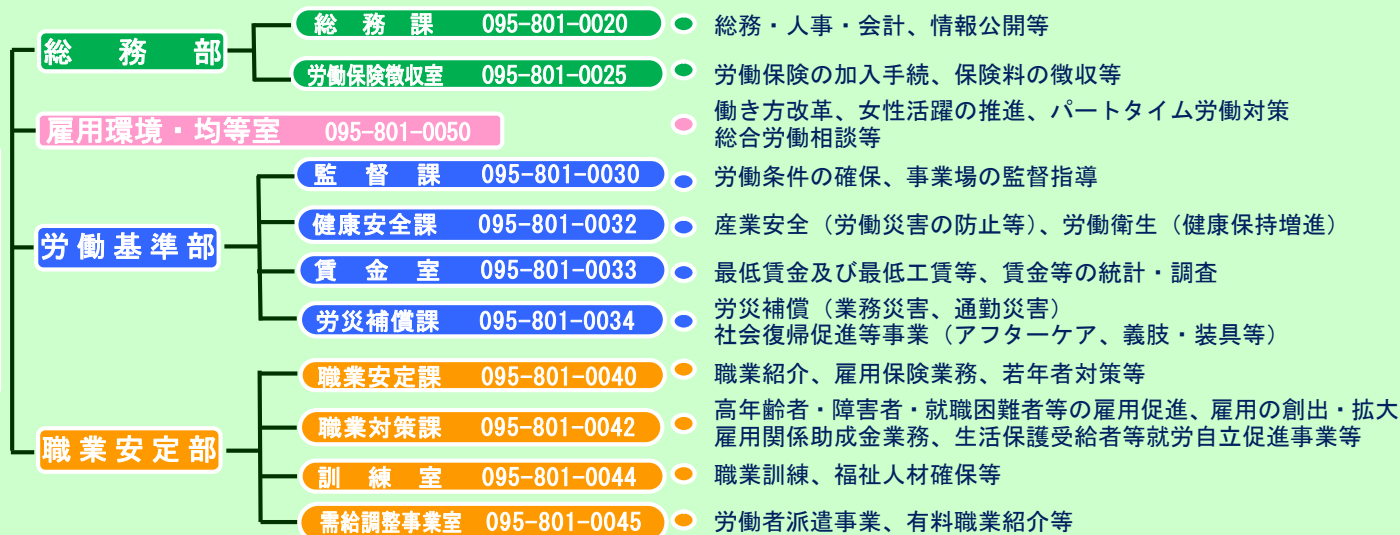 総務部
総務課 095-801-0020
総務・人事・会計、情報公開等
労働保険徴収室 095-801-0025
労働保険の加入手続、保険料の徴収等
雇用環境・均等室 095-801-0050
働き方改革、女性活躍の推進、パートタイム労働対策
総合労働相談等
労働基準部
監督課 095-801-0030
労働条件の確保、事業場の監督指導
健康安全課 095-801-0032
産業安全（労働災害の防止等）、労働衛生（健康保持増進）
賃金室 095-801-0033
最低賃金及び最低工賃等、賃金等の統計・調査
労災補償課 095-801-0034
労災補償（業務災害、通勤災害）
社会復帰促進等事業（アフターケア、義肢・装具等）
職業安定部
職業安定課 095-801-0040
職業紹介、雇用保険業務、若年者対策等
職業対策課 095-801-0042
高年齢者・障害者・就職困難者等の雇用促進、雇用の創出・拡大
雇用関係助成金業務、生活保護受給者等就労自立促進事業等
訓練室 095-801-0044
職業訓練、福祉人材確保等
需給調整事業室 095-801-0045
労働者派遣事業、有料職業紹介等